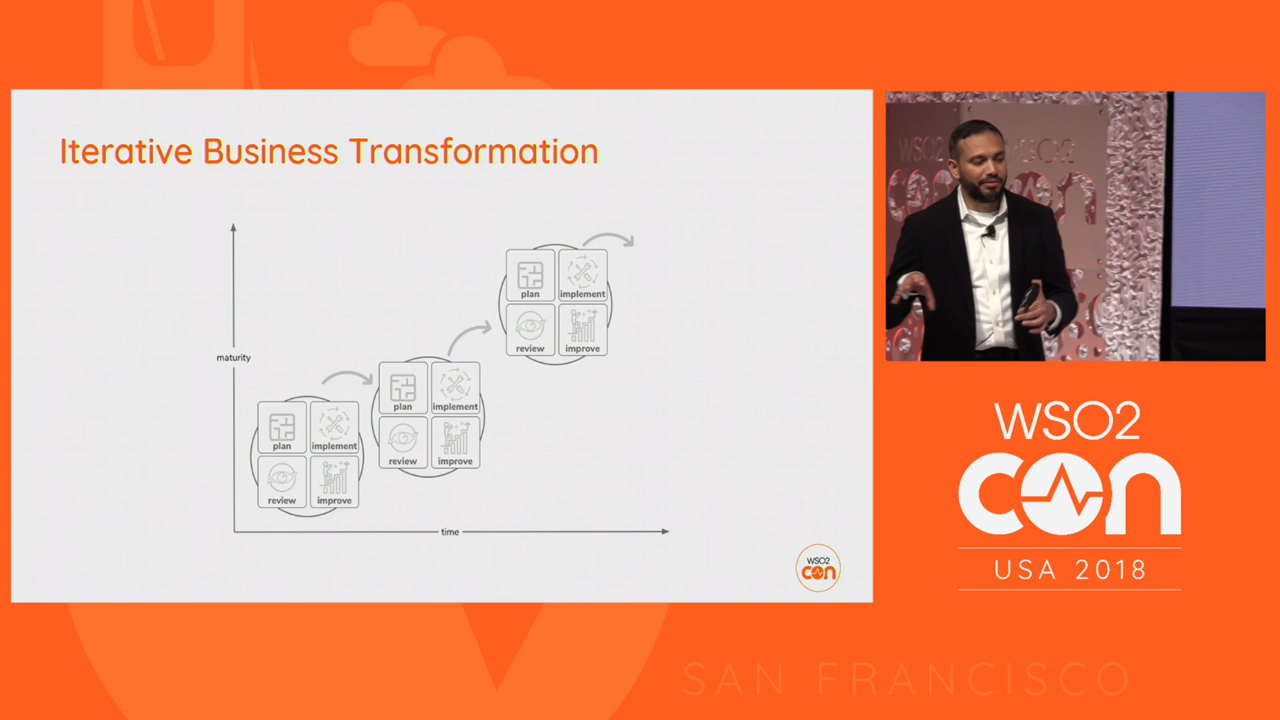 Iterative Business Transformation
maturity
plan
implement
review
improve
plan
implement
review
improve
plan
implement
review
improve
time
WSO2
CON
WSO2
WSO2
con
USA 2018
SAN FRANCISCO